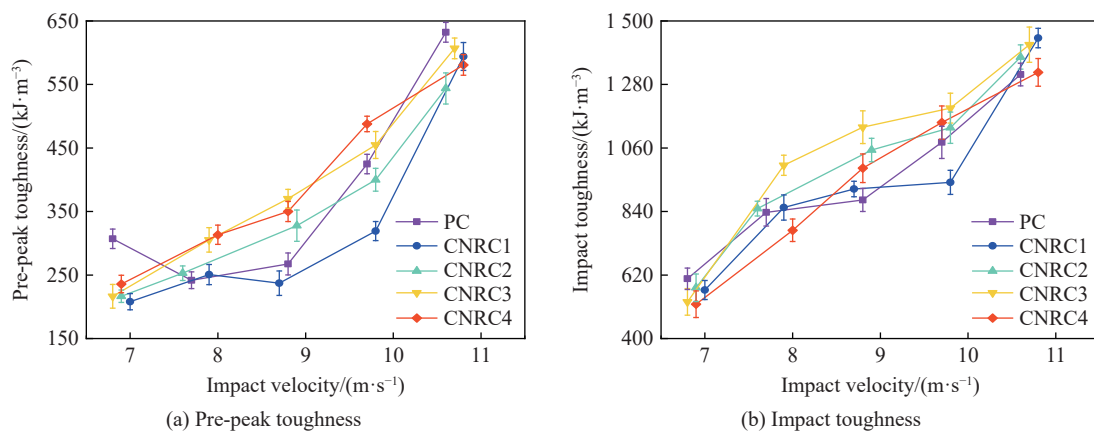 650
550
450
350
250
150
Pre-peak toughness/(kJ·m⁻³)
PC
CNRC1
CNRC2
CNRC3
CNRC4
7 8 9 10 11
Impact velocity/(m·s⁻¹)
(a) Pre-peak toughness
1 500
1 280
1 060
840
620
400
Impact toughness/(kJ·m⁻³)
PC
CNRC1
CNRC2
CNRC3
CNRC4
7 8 9 10 11
Impact velocity/(m·s⁻¹)
(b) Impact toughness